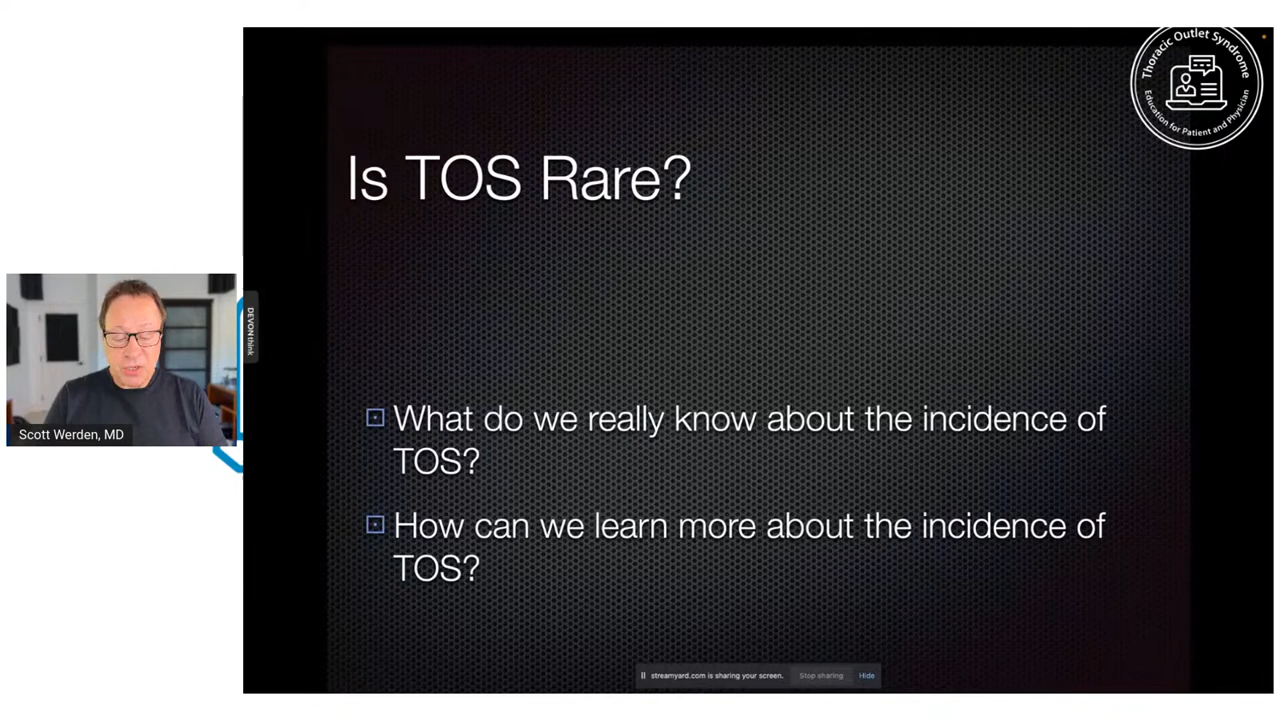 Thoracic Outlet Syndrome
Education for Patient and Physician
Is TOS Rare?
DEVONthink
What do we really know about the incidence of
TOS?
How can we learn more about the incidence of
TOS?
Scott Werden, MD
streamyard.com is sharing your screen.
Stop sharing
Hide